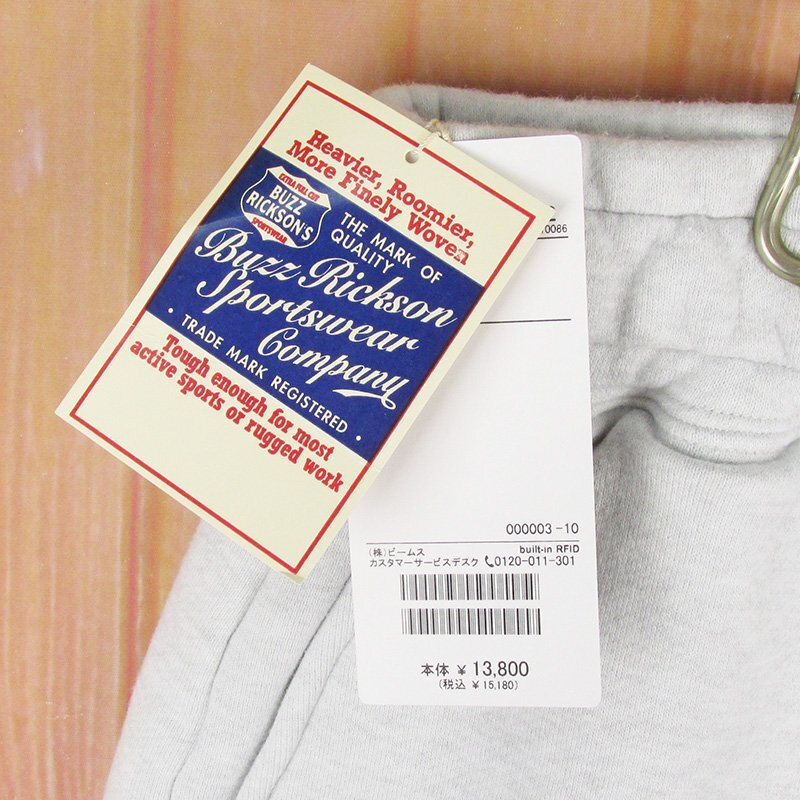 Heavier, Roomier,
More Finely Woven
EXTRA FULL CUT
BUZZ
RICKSON'S
SPORTSWEAR
THE MARK OF
QUALITY
Buzz Rickson
Sportswear
Company
· TRADE MARK REGISTERED ·
Tough enough for most
active sports of rugged work
0086
000003-10
(株)ビームス built-in RFID
カスタマーサービスデスク 0120-011-301
本体 ¥ 13,800
(税込 ¥ 15,180)